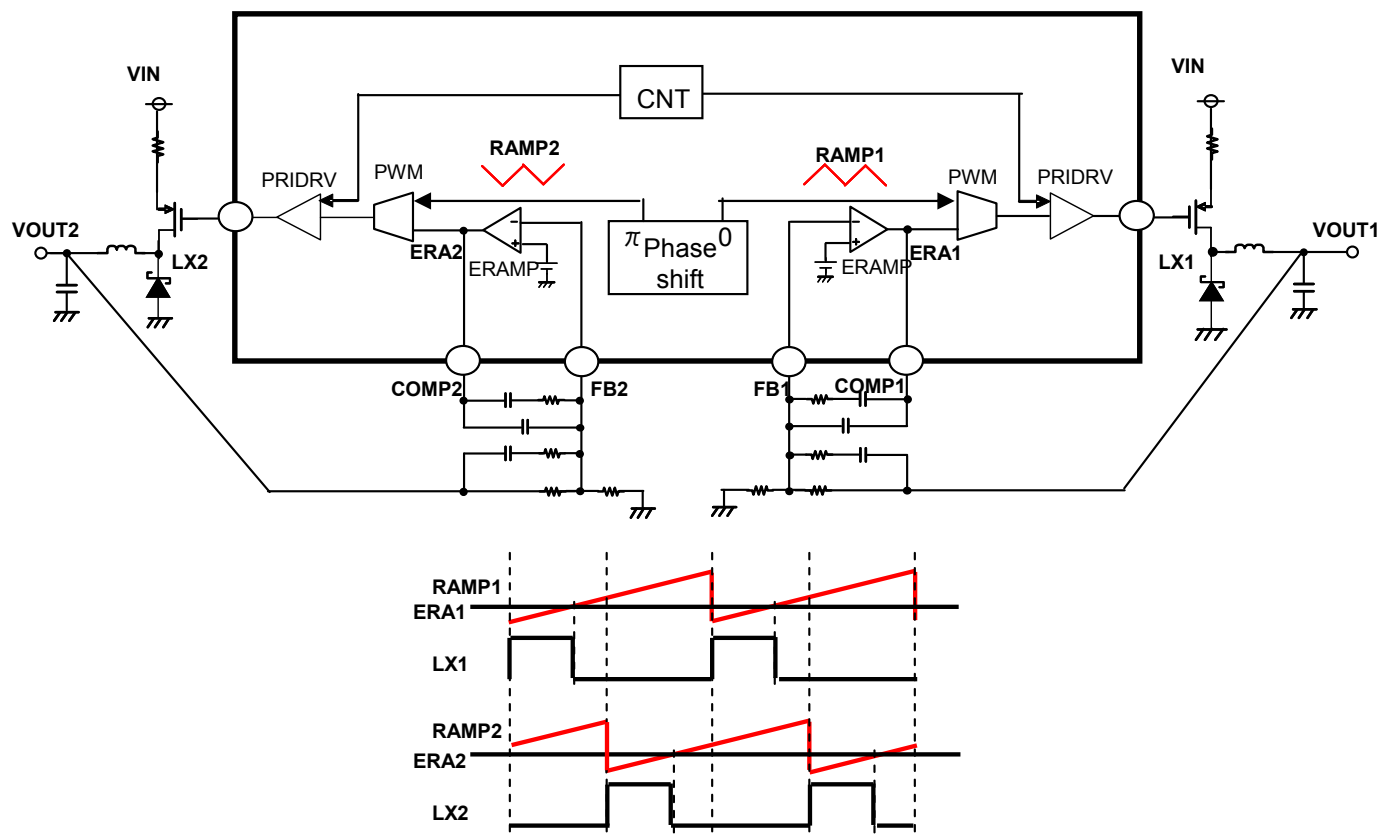 VIN
VIN
CNT
RAMP2
RAMP1
PRIDRV
PWM
PWM
PRIDRV
VOUT2
LX2
ERA2
ERAMP
π Phase 0
shift
ERAMP
ERA1
LX1
VOUT1
COMP2
FB2
FB1
COMP1
RAMP1
ERA1
LX1
RAMP2
ERA2
LX2